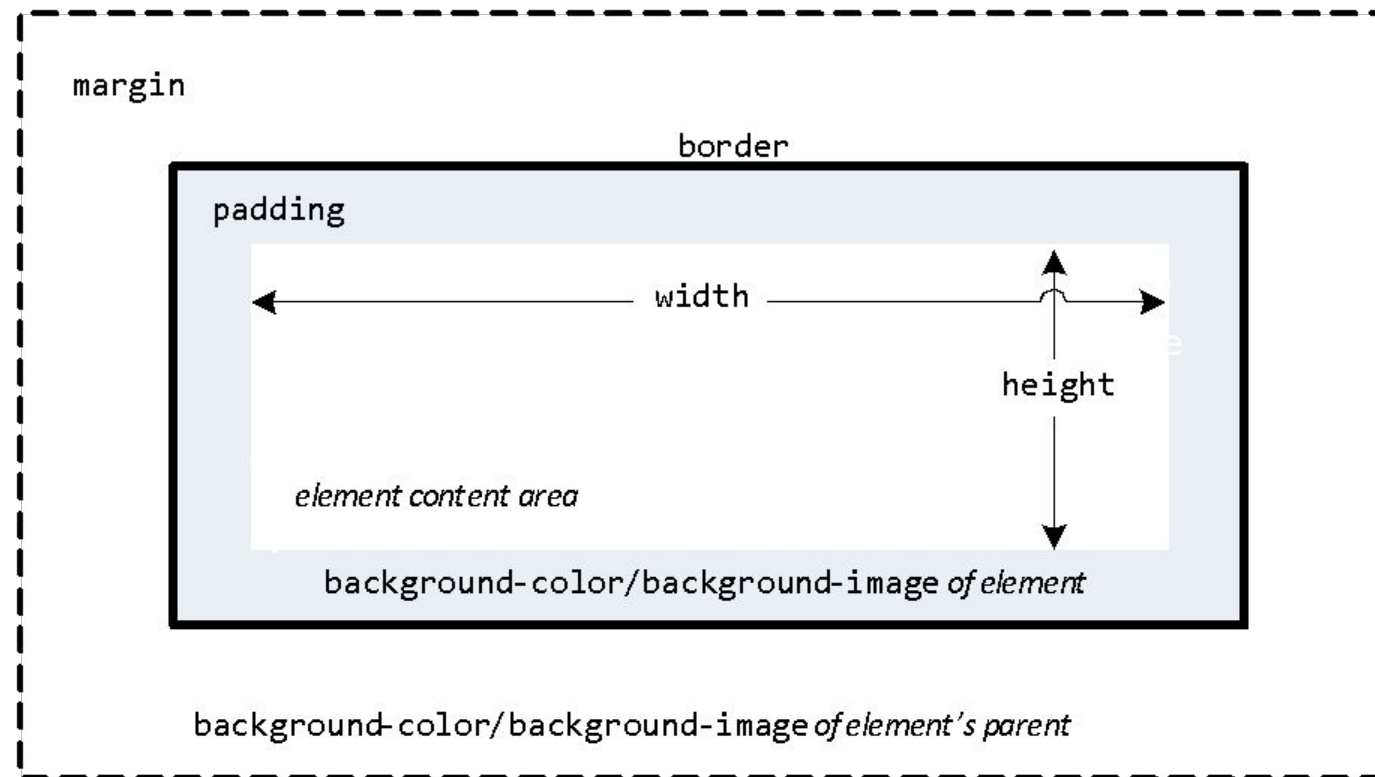 margin
border
padding
width
height
element content area
background-color/background-image of element
background-color/background-image of element's parent